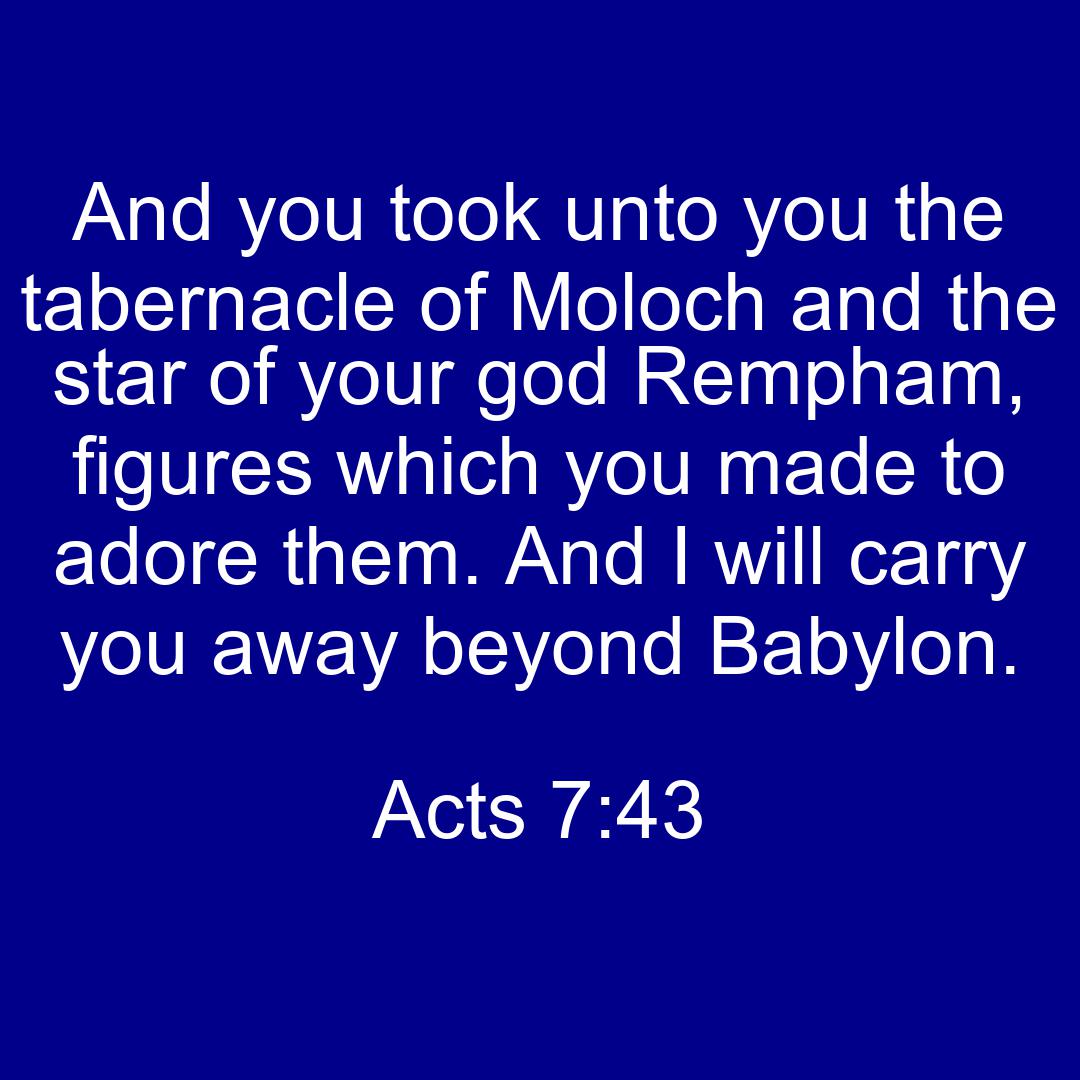 And you took unto you the
tabernacle of Moloch and the
star of your god Rempham,
figures which you made to
adore them. And I will carry
you away beyond Babylon.
Acts 7:43